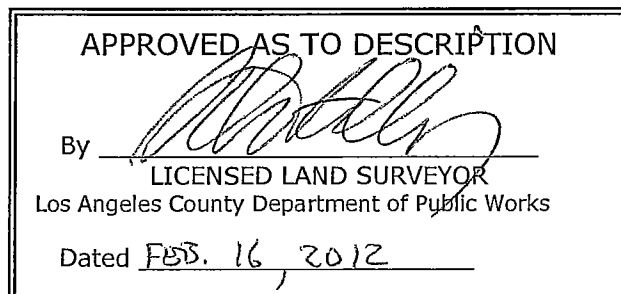 APPROVED AS TO DESCRIPTION
By
LICENSED LAND SURVEYOR
Los Angeles County Department of Public Works
Dated FEB. 16, 2012